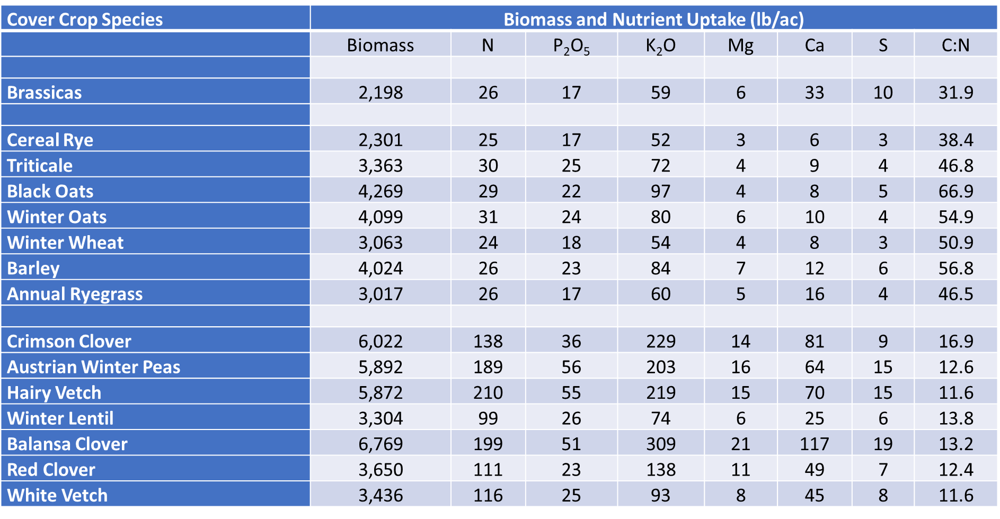 Cover Crop Species Biomass and Nutrient Uptake (lb/ac)
Biomass N P₂O₅ K₂O Mg Ca S C:N
Brassicas 2,198 26 17 59 6 33 10 31.9
Cereal Rye 2,301 25 17 52 3 6 3 38.4
Triticale 3,363 30 25 72 4 9 4 46.8
Black Oats 4,269 29 22 97 4 8 5 66.9
Winter Oats 4,099 31 24 80 6 10 4 54.9
Winter Wheat 3,063 24 18 54 4 8 3 50.9
Barley 4,024 26 23 84 7 12 6 56.8
Annual Ryegrass 3,017 26 17 60 5 16 4 46.5
Crimson Clover 6,022 138 36 229 14 81 9 16.9
Austrian Winter Peas 5,892 189 56 203 16 64 15 12.6
Hairy Vetch 5,872 210 55 219 15 70 15 11.6
Winter Lentil 3,304 99 26 74 6 25 6 13.8
Balansa Clover 6,769 199 51 309 21 117 19 13.2
Red Clover 3,650 111 23 138 11 49 7 12.4
White Vetch 3,436 116 25 93 8 45 8 11.6